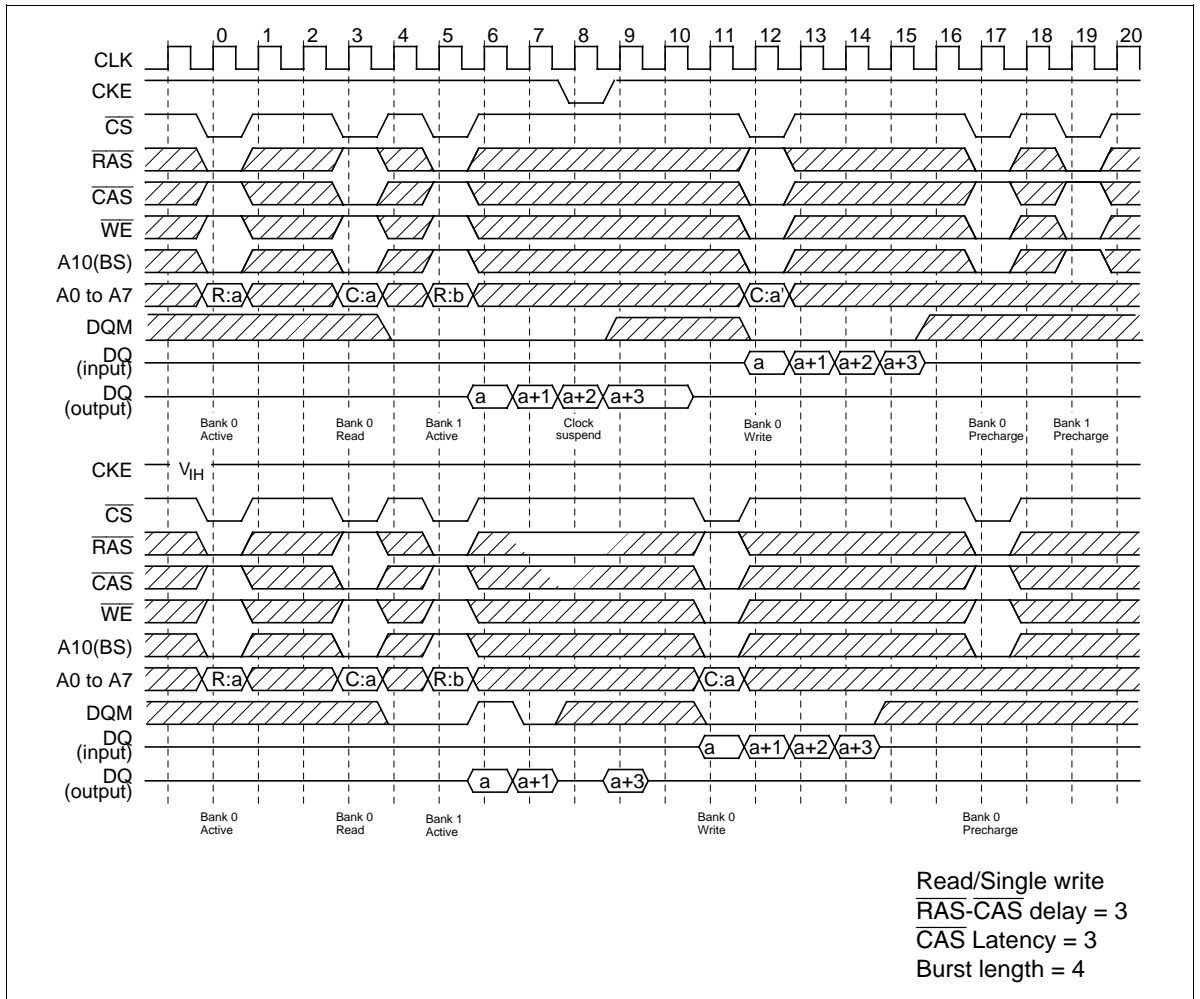 0 1 2 3 4 5 6 7 8 9 10 11 12 13 14 15 16 17 18 19 20
CLK
CKE
CS
RAS
CAS
WE
A10(BS)
A0 to A7 R:a C:a R:b C:a'
DQM
DQ
(input) a a+1 a+2 a+3
DQ
(output) a a+1 a+2 a+3
Bank 0 Active Bank 0 Read Bank 1 Active Clock suspend Bank 0 Write Bank 0 Precharge Bank 1 Precharge
CKE VIH
CS
RAS
CAS
WE
A10(BS)
A0 to A7 R:a C:a R:b C:a
DQM
DQ
(input) a a+1 a+2 a+3
DQ
(output) a a+1 a+3
Bank 0 Active Bank 0 Read Bank 1 Active Bank 0 Write Bank 0 Precharge
Read/Single write
RAS-CAS delay = 3
CAS Latency = 3
Burst length = 4